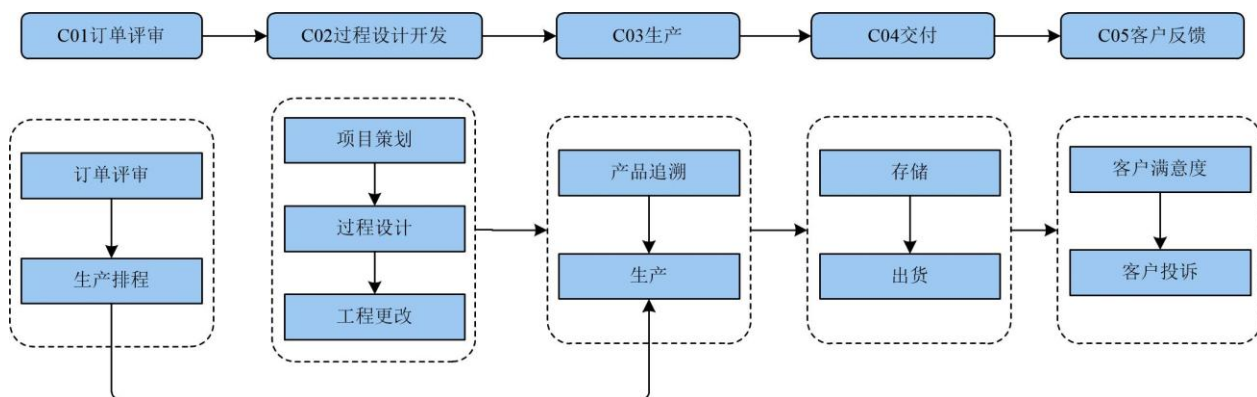 C01订单评审
C02过程设计开发
C03生产
C04交付
C05客户反馈
订单评审
生产排程
项目策划
过程设计
工程更改
产品追溯
生产
存储
出货
客户满意度
客户投诉